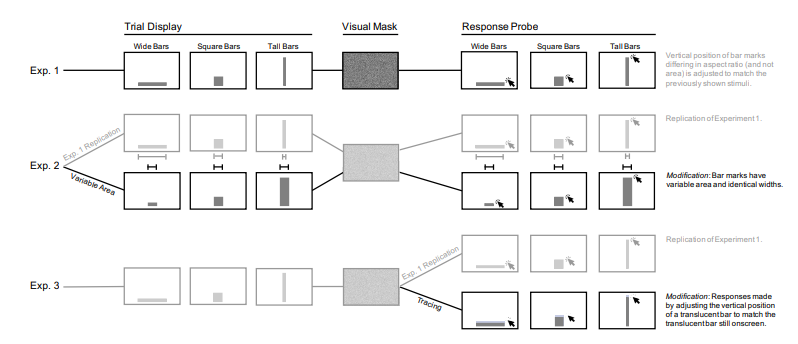 Trial Display Visual Mask Response Probe
Wide Bars Square Bars Tall Bars Wide Bars Square Bars Tall Bars
Exp. 1
Vertical position of bar marks
differing in aspect ratio (and not
area) is adjusted to match the
previously shown stimuli.
Exp. 1 Replication
Replication of Experiment 1.
Exp. 2
Variable Area
Modification: Bar marks have
variable area and identical widths.
Exp. 1 Replication
Replication of Experiment 1.
Exp. 3
Tracing
Modification: Responses made
by adjusting the vertical position
of a translucent bar to match the
translucent bar still onscreen.